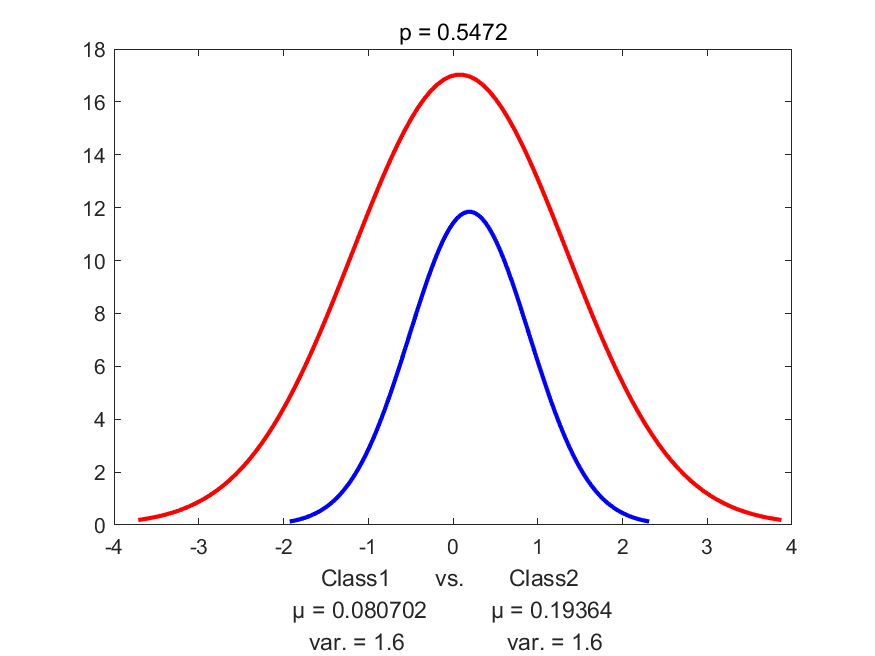 p = 0.5472
18
16
14
12
10
8
6
4
2
0
-4 -3 -2 -1 0 1 2 3 4
Class1 vs. Class2
μ = 0.080702 μ = 0.19364
var. = 1.6 var. = 1.6